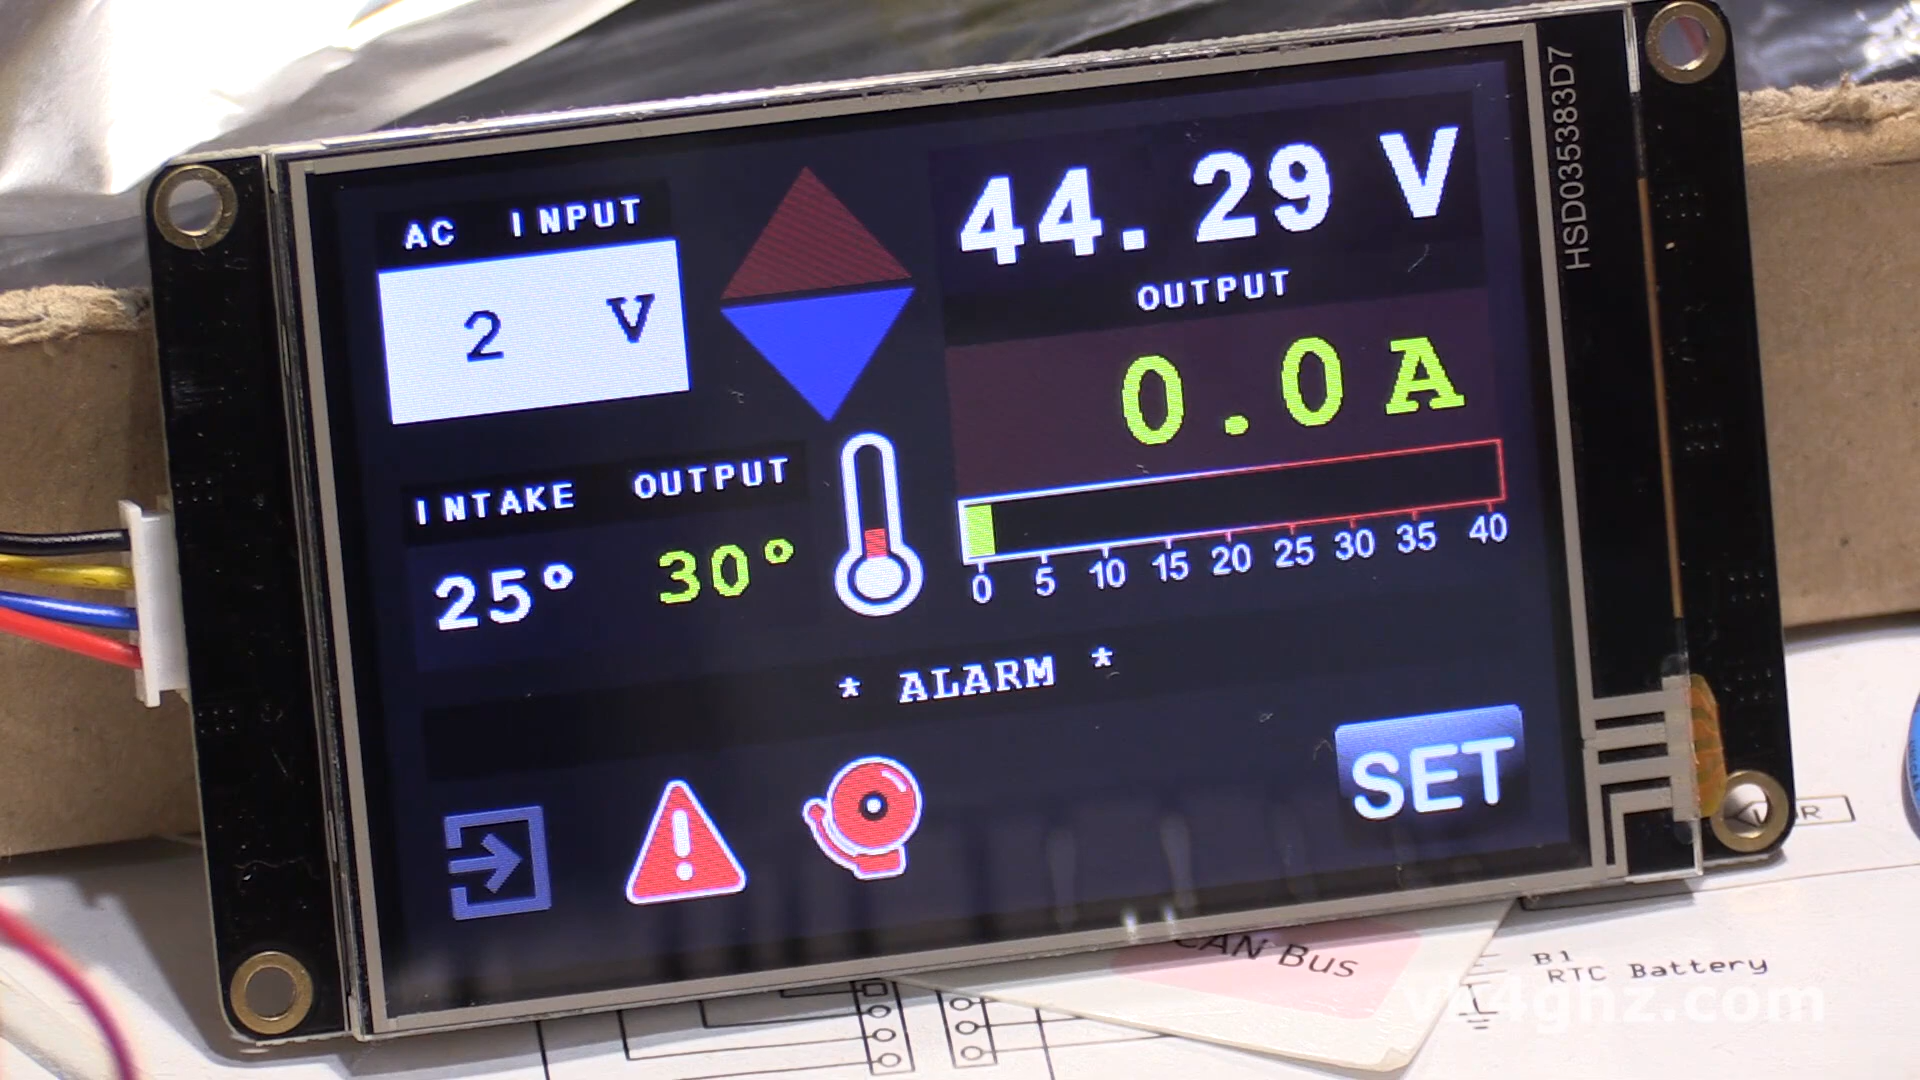 AC INPUT
2 V
44.29 V
OUTPUT
0.0 A
0 5 10 15 20 25 30 35 40
INTAKE OUTPUT
25° 30°
* ALARM *
SET
HSD035383D7
CAN Bus
B1
RTC Battery
vk4ghz.com